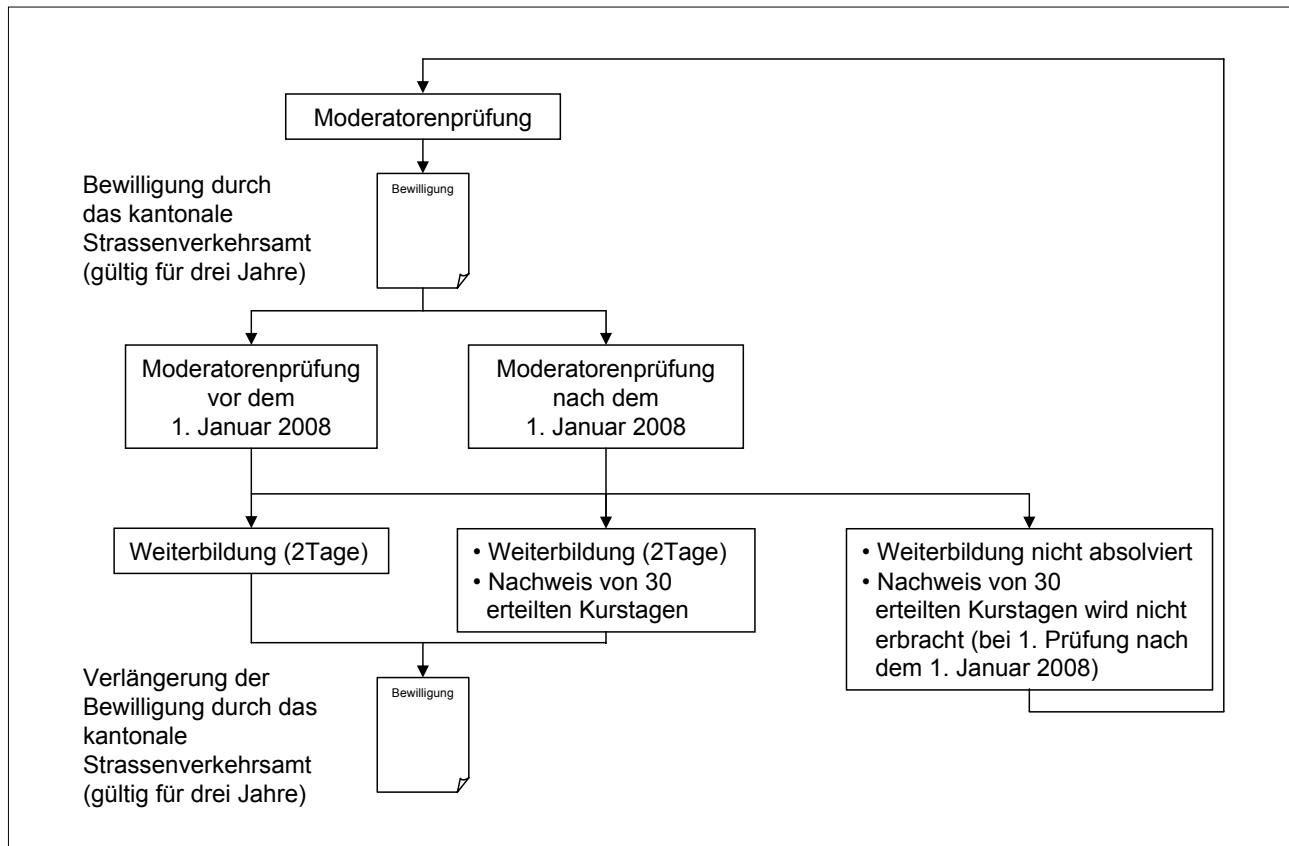 Moderatorenprüfung
Bewilligung durch
das kantonale
Strassenverkehrsamt
(gültig für drei Jahre)
Bewilligung
Moderatorenprüfung
vor dem
1. Januar 2008
Moderatorenprüfung
nach dem
1. Januar 2008
Weiterbildung (2Tage)
• Weiterbildung (2Tage)
• Nachweis von 30
erteilten Kurstagen
• Weiterbildung nicht absolviert
• Nachweis von 30
erteilten Kurstagen wird nicht
erbracht (bei 1. Prüfung nach
dem 1. Januar 2008)
Verlängerung der
Bewilligung durch das
kantonale
Strassenverkehrsamt
(gültig für drei Jahre)
Bewilligung